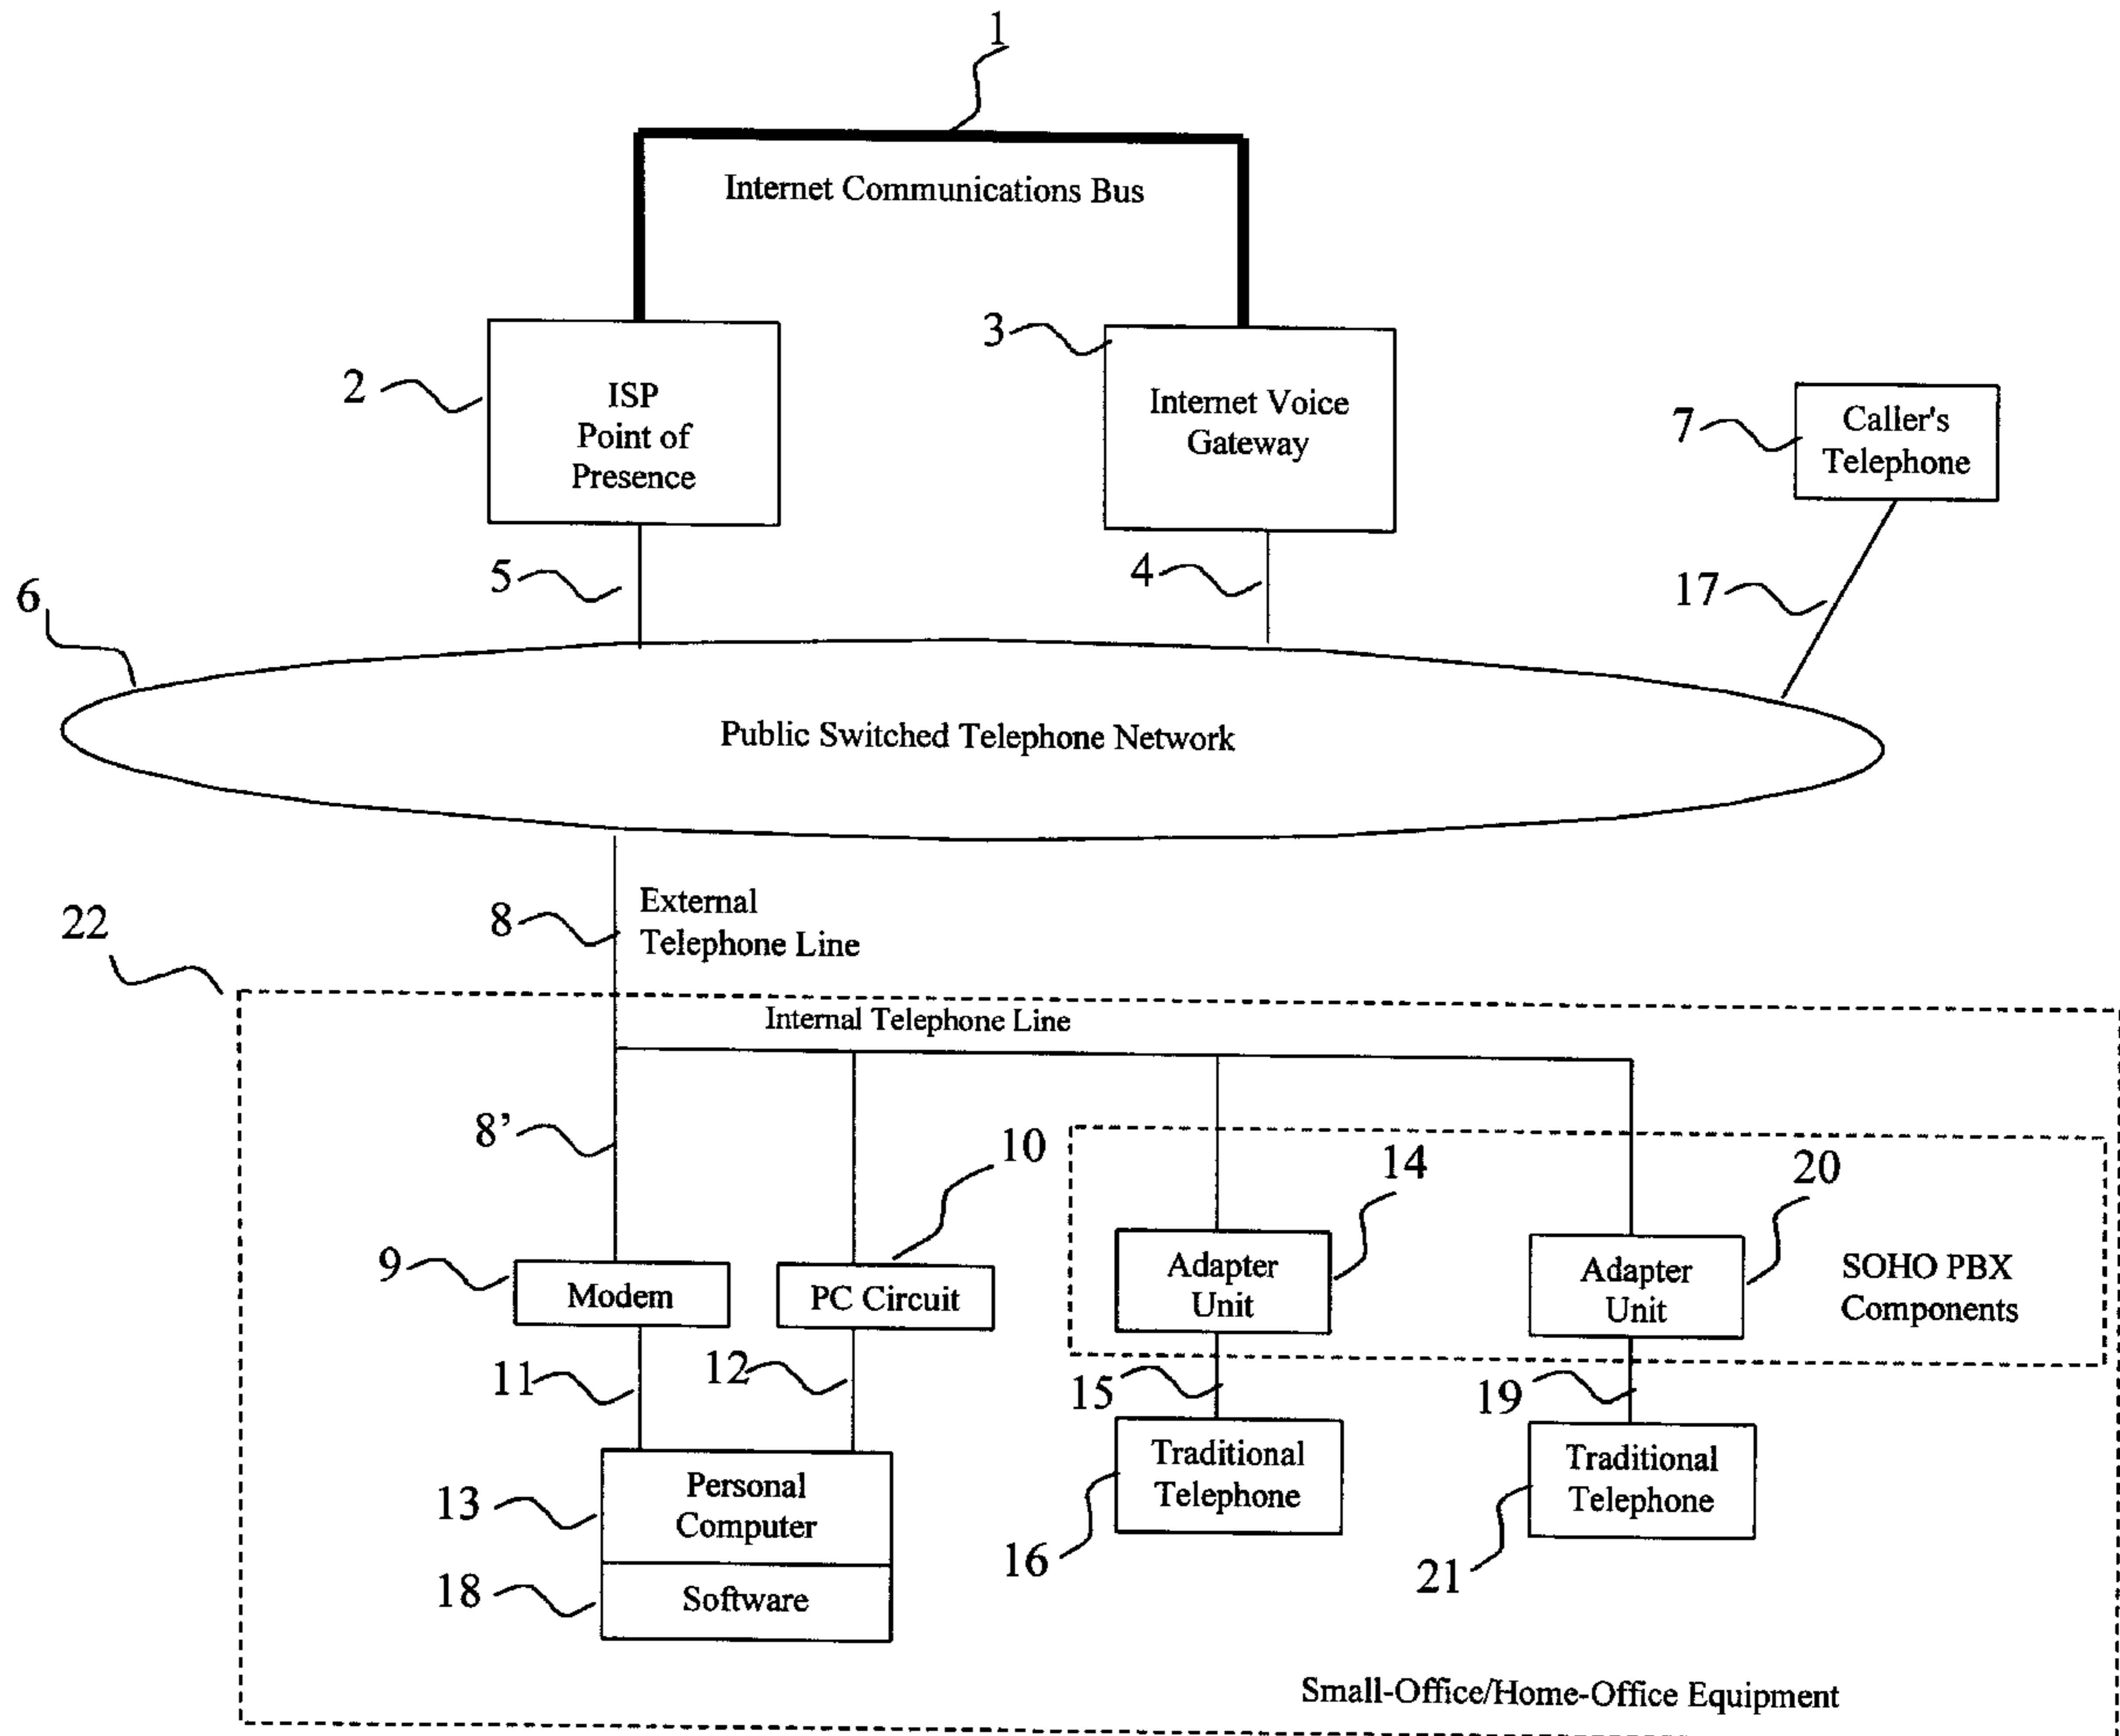 1
Internet Communications Bus
2
ISP
Point of
Presence
3
Internet Voice
Gateway
7
Caller's
Telephone
5
4
17
6
Public Switched Telephone Network
8
External
Telephone Line
22
Internal Telephone Line
8’
10
14
20
9
Modem
PC Circuit
Adapter
Unit
Adapter
Unit
SOHO PBX
Components
11
12
15
19
13
Personal
Computer
16
Traditional
Telephone
21
Traditional
Telephone
18
Software
Small-Office/Home-Office Equipment